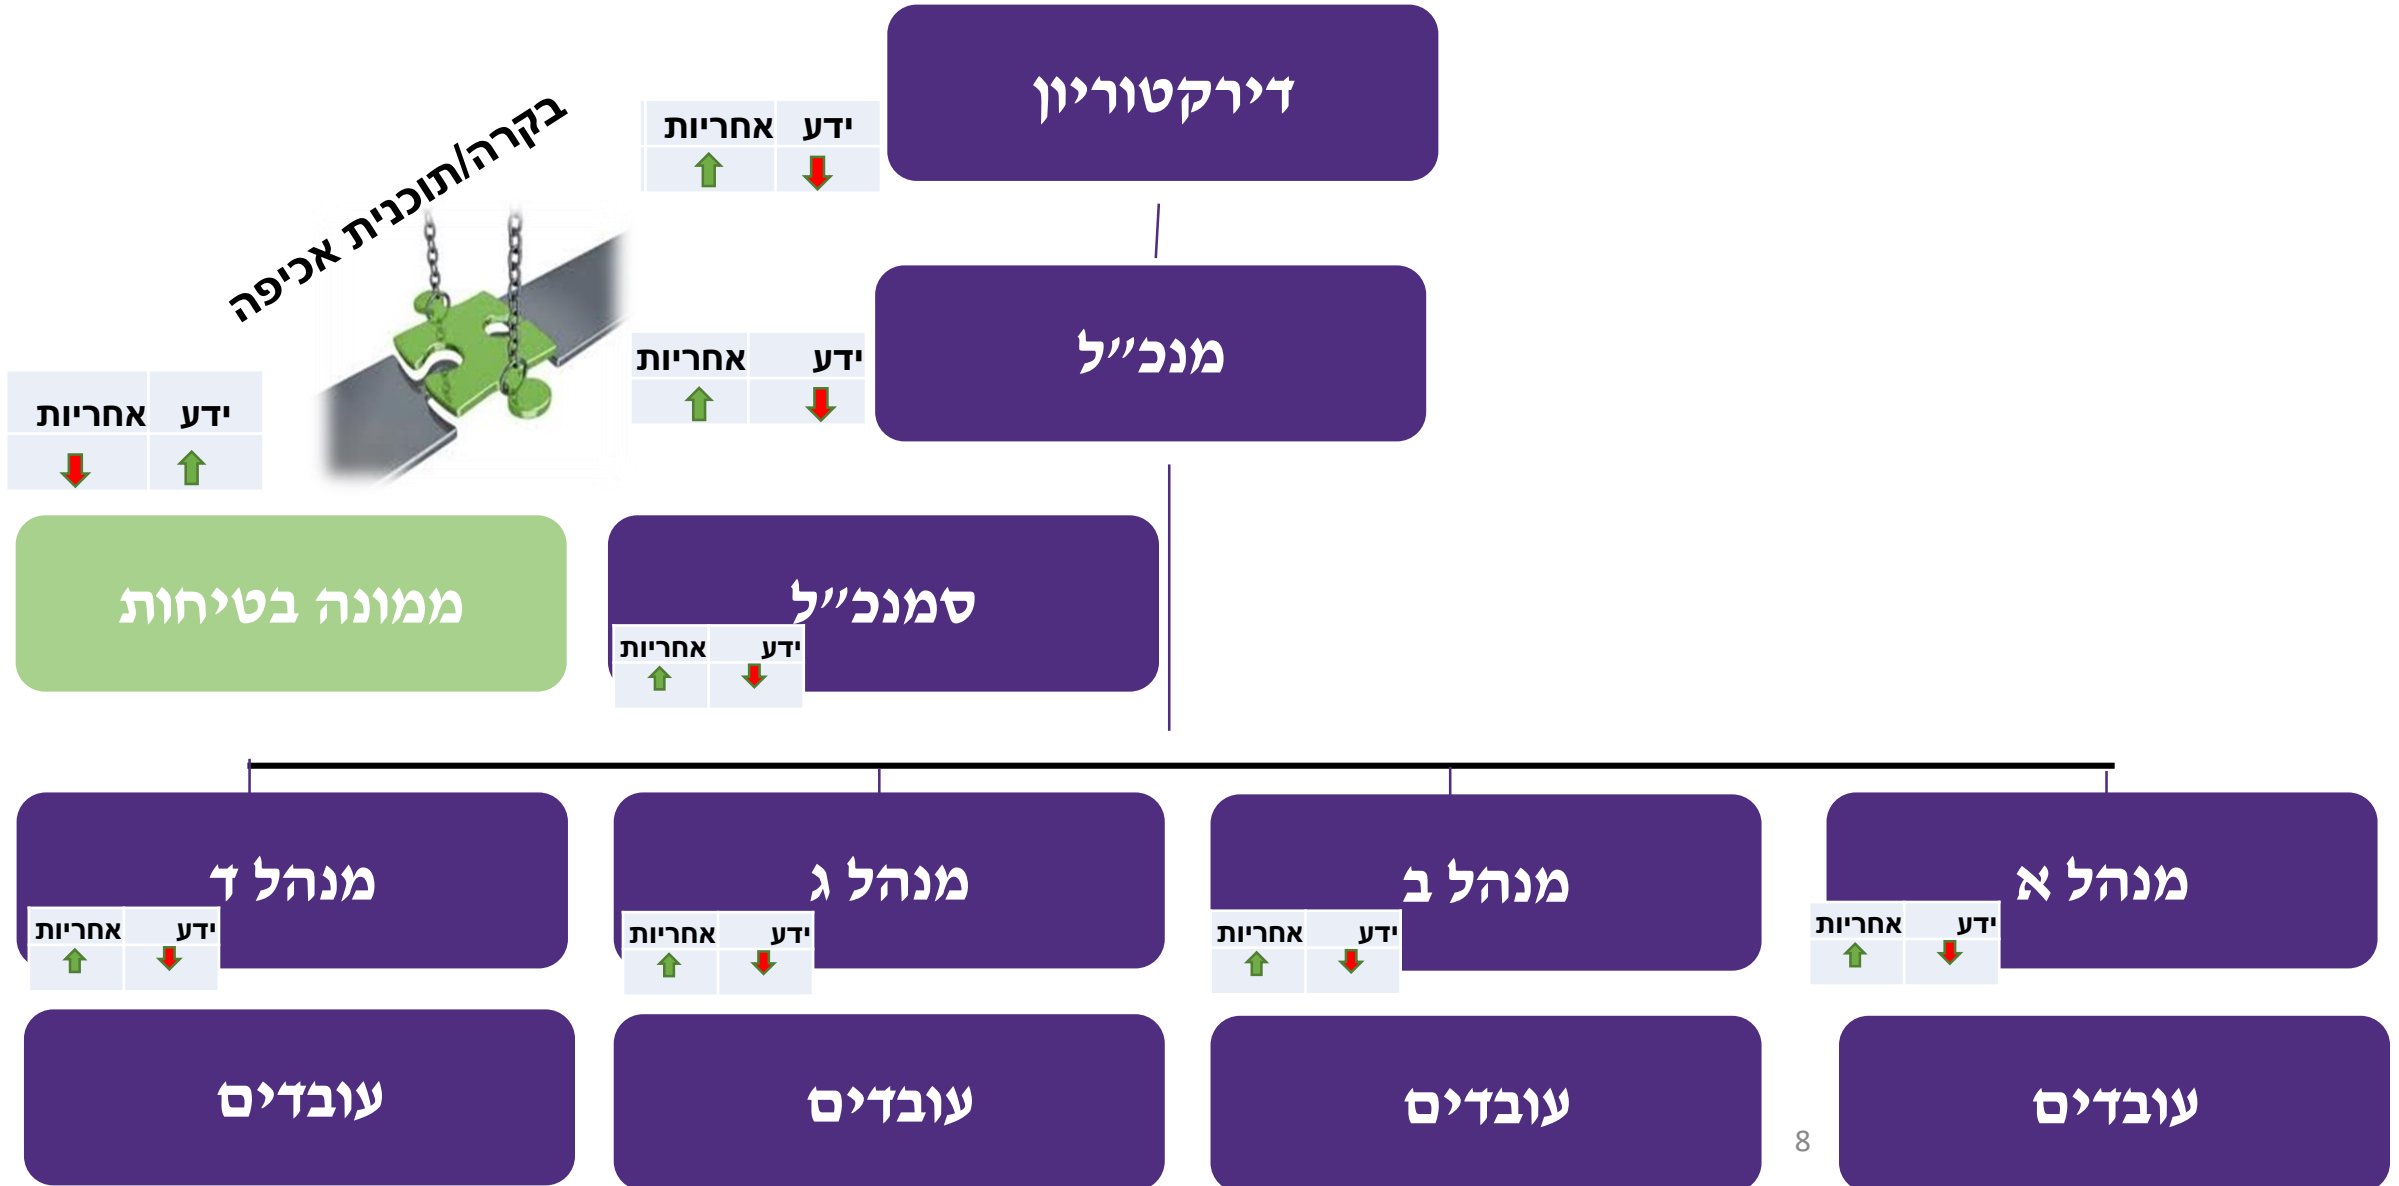 דירקטוריון
ידע אחריות
בקרה/תוכנית אכיפה
מנכ״ל
ידע אחריות
ידע אחריות
סמנכ״ל
ידע אחריות
ממונה בטיחות
מנהל א
ידע אחריות
מנהל ב
ידע אחריות
מנהל ג
ידע אחריות
מנהל ד
ידע אחריות
עובדים
עובדים
עובדים
עובדים
8